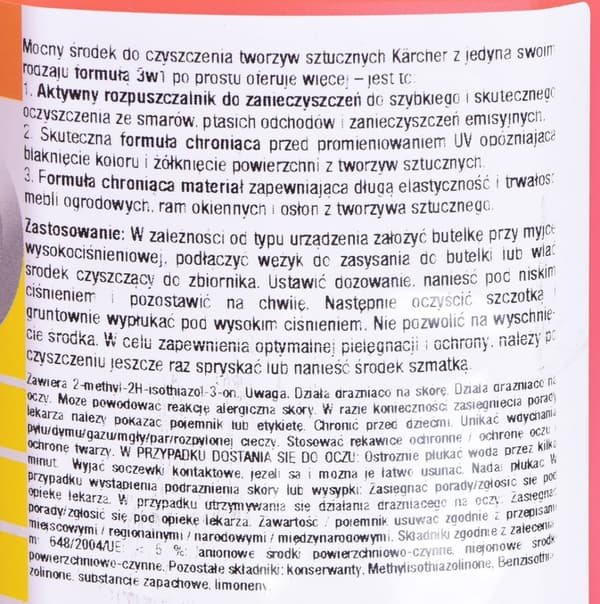 Mocny środek do czyszczenia tworzyw sztucznych Kärcher z jedyna swoim
rodzaju formułą 3w1 po prostu oferuje więcej – jest to:
1. Aktywny rozpuszczalnik do zanieczyszczeń do szybkiego i skutecznego
oczyszczenia ze smarów, ptasich odchodów i zanieczyszczeń emisyjnych.
2. Skuteczna formuła chroniąca przed promieniowaniem UV opóźniająca
blaknięcie koloru i żółknięcie powierzchni z tworzyw sztucznych.
3. Formuła chroniąca materiał zapewniająca długą elastyczność i trwałoś
mebli ogrodowych, ram okiennych i osłon z tworzywa sztucznego.
Zastosowanie: W zależności od typu urządzenia założyć butelkę przy myjce
wysokociśnieniowej, podłączyć wężyk do zasysania do butelki lub wlać
środek czyszczący do zbiornika. Ustawić dozowanie, nanieść pod niskim
ciśnieniem i pozostawić na chwilę. Następnie oczyścić szczotką i
gruntownie wypłukać pod wysokim ciśnieniem. Nie pozwolić na wyschnię-
cie środka. W celu zapewnienia optymalnej pielęgnacji i ochrony, należy po
czyszczeniu jeszcze raz spryskać lub nanieść środek szmatką.
Zawiera 2-methyl-2H-isothiazol-3-on, Uwaga. Działa drażniąco na skórę. Działa drażniąco na
oczy. Może powodować reakcję alergiczną skóry. W razie konieczności zasięgnięcia porady
lekarza należy pokazać pojemnik lub etykietę. Chronić przed dziećmi. Unikać wdychania
pyłu/dymu/gazu/mgły/par/rozpylonej cieczy. Stosować rękawice ochronne / ochronę oczu /
ochronę twarzy. W PRZYPADKU DOSTANIA SIĘ DO OCZU: Ostrożnie płukać wodą przez kilka
minut. Wyjąć soczewki kontaktowe, jeżeli są i można je łatwo usunąć. Nadal płukać. W
przypadku wystąpienia podrażnienia skóry lub wysypki: Zasięgnąć porady/zgłosić się pod
opiekę lekarza. W przypadku utrzymywania się działania drażniącego na oczy: Zasięgnąć
porady/zgłosić się pod opiekę lekarza. Zawartość / pojemnik usuwać zgodnie z przepisami
miejscowymi / regionalnymi / narodowymi / międzynarodowymi. Składniki zgodnie z zalecenia
mi 648/2004/UE: < 5 %: anionowe środki powierzchniowo-czynne, niejonowe środki
powierzchniowo-czynne, Pozostałe składniki: konserwanty, Methylisothiazolinone, Benzisothia-
zolinone, substancje zapachowe, limonen